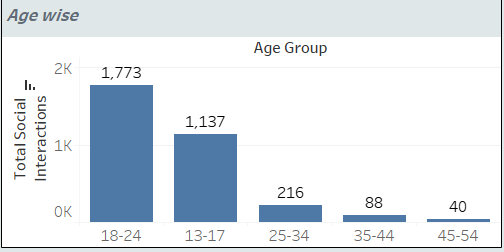 Age wise
Age Group
Total Social
Interactions
2K
1K
0K
1,773
1,137
216
88
40
18-24
13-17
25-34
35-44
45-54